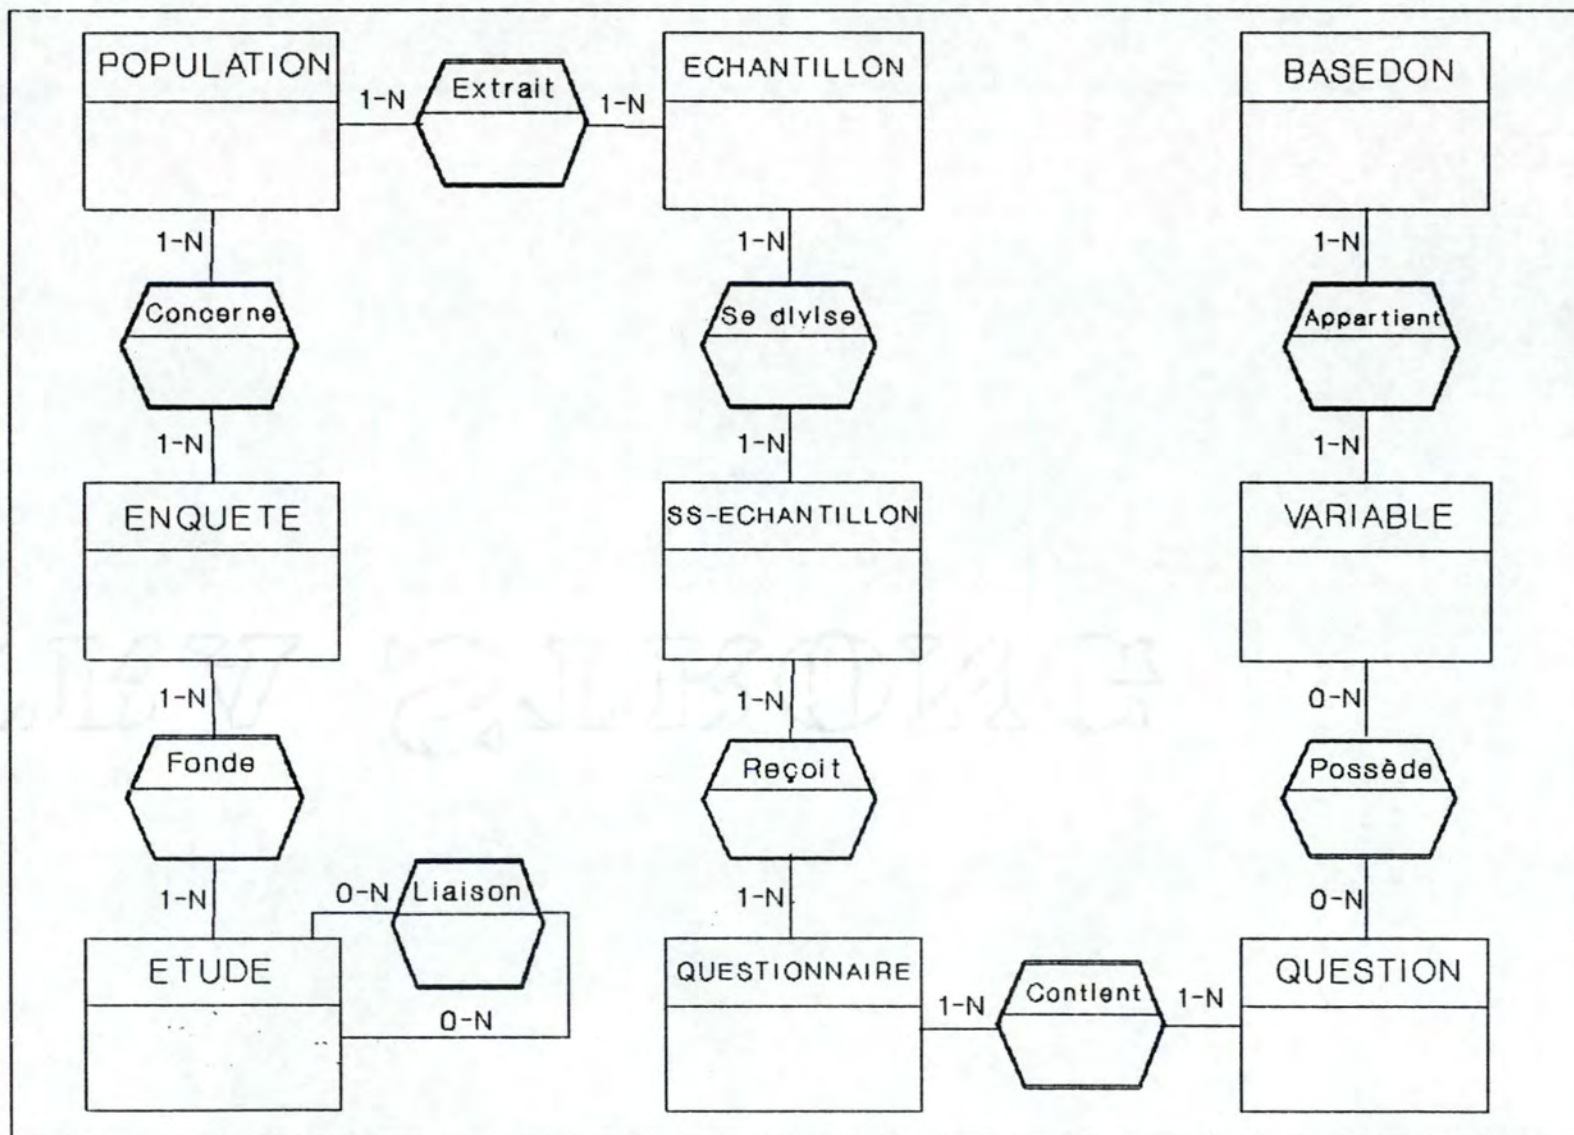 POPULATION
1-N
Extrait
1-N
ECHANTILLON
BASEDON
1-N
1-N
1-N
Concerne
Se divise
Appartient
1-N
1-N
1-N
ENQUETE
SS-ECHANTILLON
VARIABLE
1-N
1-N
0-N
Fonde
Reçoit
Possède
1-N
0-N
Liaison
1-N
0-N
ETUDE
0-N
QUESTIONNAIRE
1-N
Contient
1-N
QUESTION